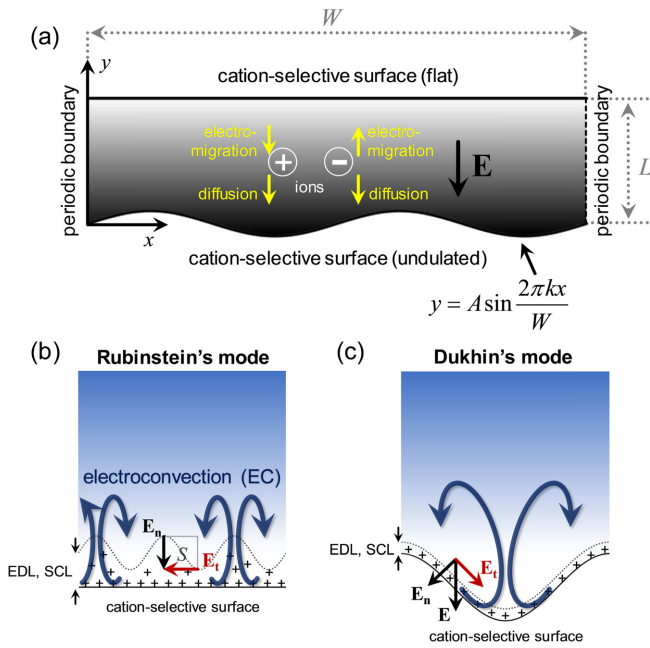 (a)
W
y
cation-selective surface (flat)
periodic boundary
electro-
migration
+
diffusion
ions
−
electro-
migration
diffusion
E
L
periodic boundary
x
cation-selective surface (undulated)
y = A sin 2πkx / W
(b)
Rubinstein's mode
electroconvection (EC)
En
S
Et
EDL, SCL
+ + + + + + + + + + + + + +
cation-selective surface
(c)
Dukhin's mode
EDL, SCL
Et
En
E
cation-selective surface